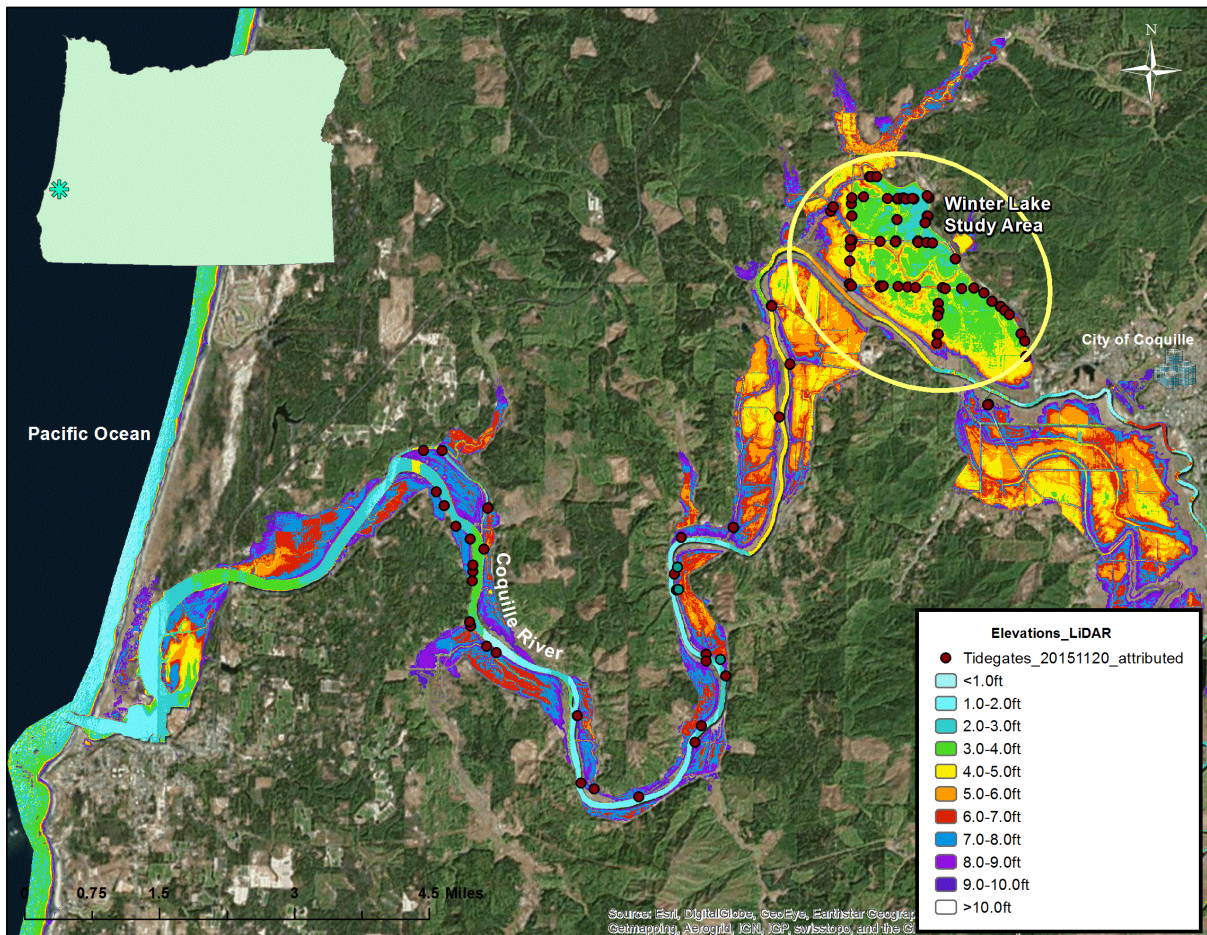 N
Winter Lake
Study Area
City of Coquille
Pacific Ocean
Coquille River
Elevations_LiDAR
Tidegates_20151120_attributed
<1.0ft
1.0-2.0ft
2.0-3.0ft
3.0-4.0ft
4.0-5.0ft
5.0-6.0ft
6.0-7.0ft
7.0-8.0ft
8.0-9.0ft
9.0-10.0ft
>10.0ft
0 0.75 1.5 3 4.5 Miles
Source: Esri, DigitalGlobe, GeoEye, Earthstar Geograp
Getmapping, Aerogrid, IGN, IGP, swisstopo, and the G